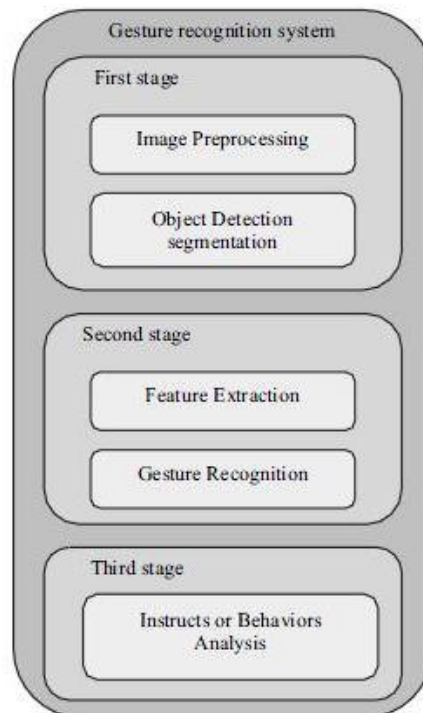 Gesture recognition system
First stage
Image Preprocessing
Object Detection
segmentation
Second stage
Feature Extraction
Gesture Recognition
Third stage
Instructs or Behaviors
Analysis